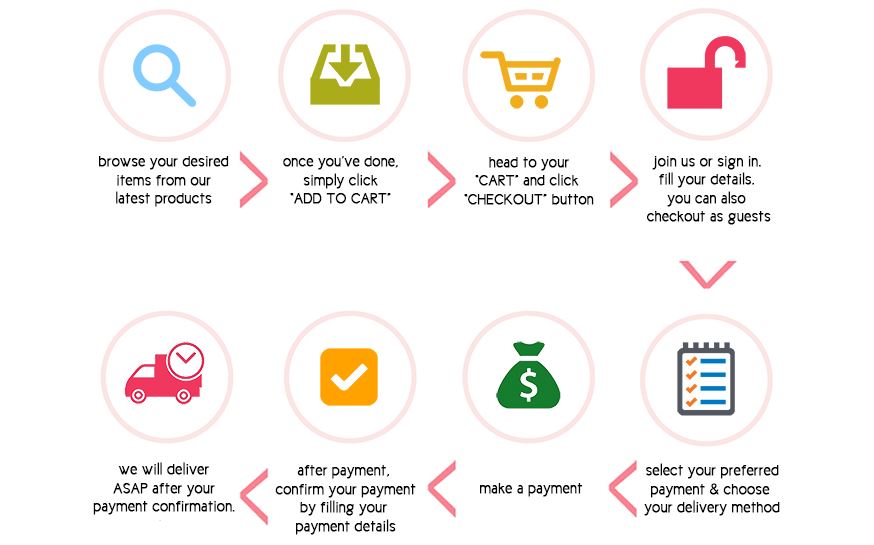 browse your desired
items from our
latest products
once you've done,
simply click
"ADD TO CART"
head to your
"CART" and click
"CHECKOUT" button
join us or sign in.
fill your details.
you can also
checkout as guests
select your preferred
payment & choose
your delivery method
$
make a payment
after payment,
confirm your payment
by filling your
payment details
we will deliver
ASAP after your
payment confirmation.